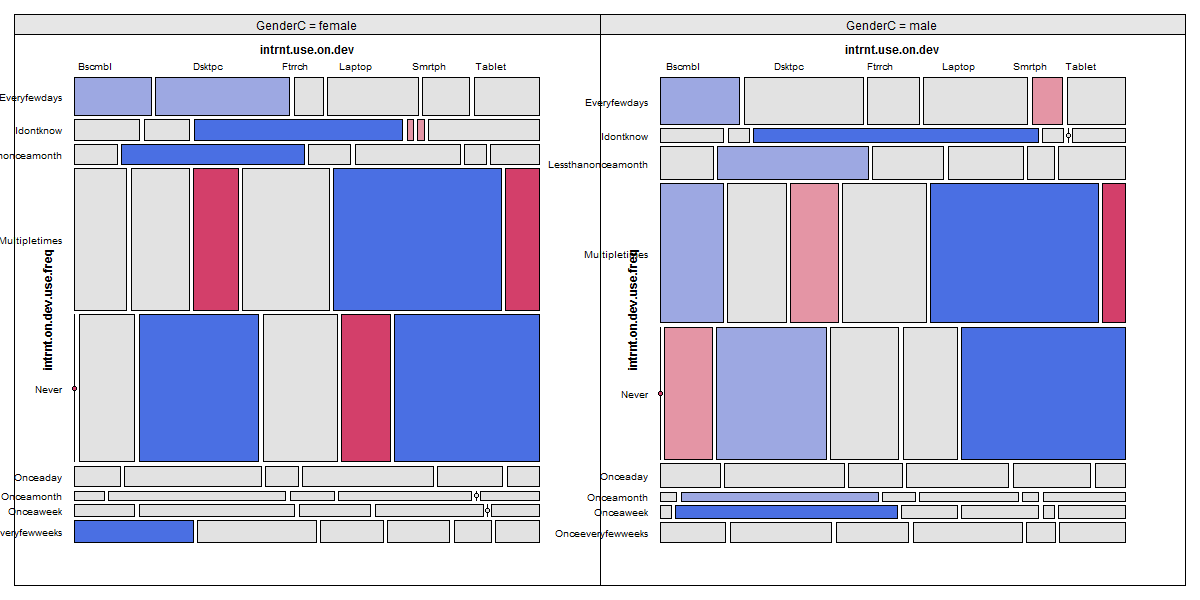 GenderC = female
GenderC = male
intrnt.use.on.dev
intrnt.use.on.dev
Bscmbl Dsktpc Ftrrch Laptop Smrtph Tablet
Bscmbl Dsktpc Ftrrch Laptop Smrtph Tablet
Everyfewdays
Idontknow
nonceamonth
Multipletimes
Never
Onceaday
Onceamonth
Onceaweek
veryfewweeks
intrnt.on.dev.use.freq
Everyfewdays
Idontknow
Lessthanonceamonth
Multipletimes
Never
Onceaday
Onceamonth
Onceaweek
Onceeveryfewweeks
intrnt.on.dev.use.freq